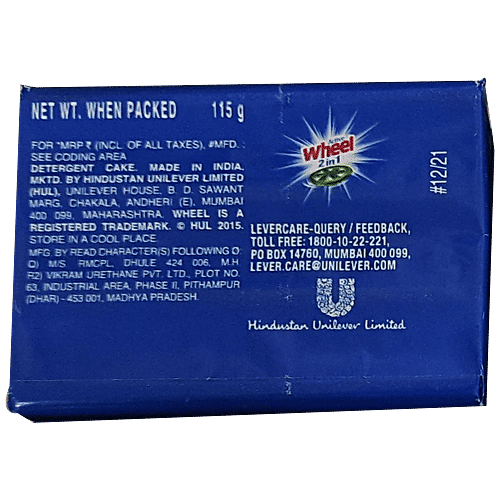 NET WT. WHEN PACKED 115 g
FOR *MRP ₹ (INCL. OF ALL TAXES), #MFD.:
SEE CODING AREA
DETERGENT CAKE. MADE IN INDIA.
MKTD. BY HINDUSTAN UNILEVER LIMITED
(HUL), UNILEVER HOUSE, B. D. SAWANT
MARG, CHAKALA, ANDHERI (E), MUMBAI
400 099, MAHARASHTRA. WHEEL IS A
REGISTERED TRADEMARK. © HUL 2015.
STORE IN A COOL PLACE.
MFG. BY READ CHARACTER(S) FOLLOWING O:
O) M/S RMCPL, DHULE 424 006, M.H.
R2) VIKRAM URETHANE PVT. LTD., PLOT NO.
63, INDUSTRIAL AREA, PHASE II, PITHAMPUR
(DHAR) - 453 001, MADHYA PRADESH.
Active
Wheel
2 in 1
#12/21
LEVERCARE-QUERY / FEEDBACK,
TOLL FREE: 1800-10-22-221,
PO BOX 14760, MUMBAI 400 099,
LEVER.CARE@UNILEVER.COM
Hindustan Unilever Limited